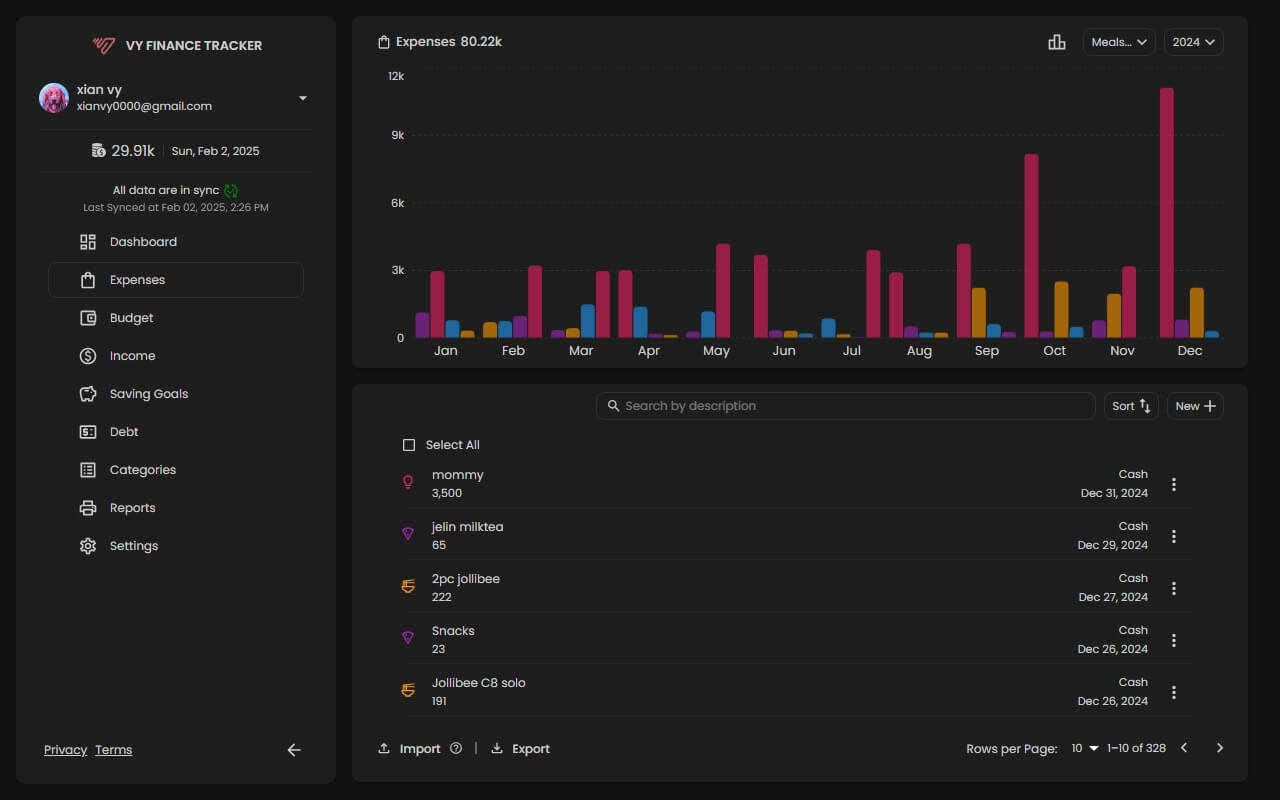 VY FINANCE TRACKER
xian vy
xianvy0000@gmail.com
29.91k
Sun, Feb 2, 2025
All data are in sync
Last Synced at Feb 02, 2025, 2:26 PM
Dashboard
Expenses
Budget
Income
Saving Goals
Debt
Categories
Reports
Settings
Privacy Terms
Expenses 80.22k
Meals...
2024
12k
9k
6k
3k
0
Jan Feb Mar Apr May Jun Jul Aug Sep Oct Nov Dec
Search by description
Sort
New
Select All
mommy
3,500
Cash
Dec 31, 2024
jelin milktea
65
Cash
Dec 29, 2024
2pc jollibee
222
Cash
Dec 27, 2024
Snacks
23
Cash
Dec 26, 2024
Jollibee C8 solo
191
Cash
Dec 26, 2024
Import | Export
Rows per Page: 10 1–10 of 328